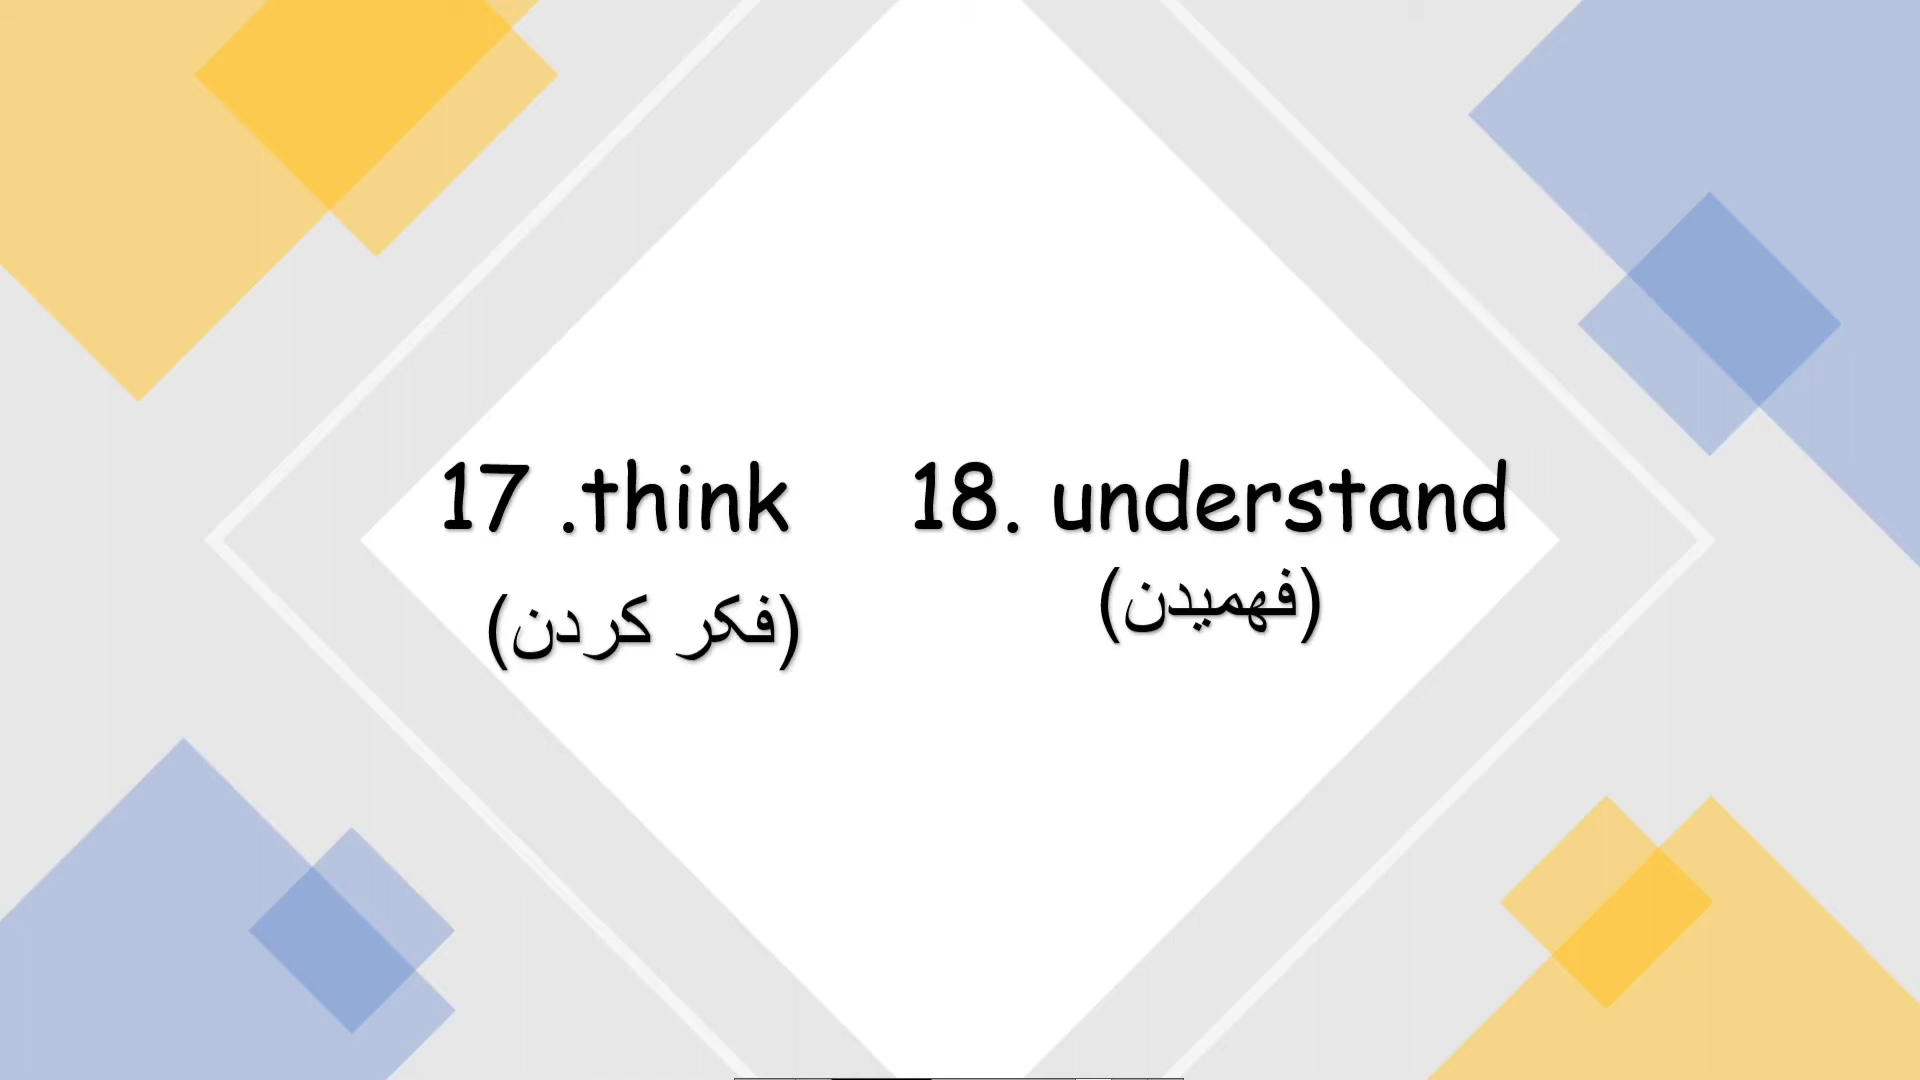 17 .think
(فکر کردن)
18. understand
(فهمیدن)